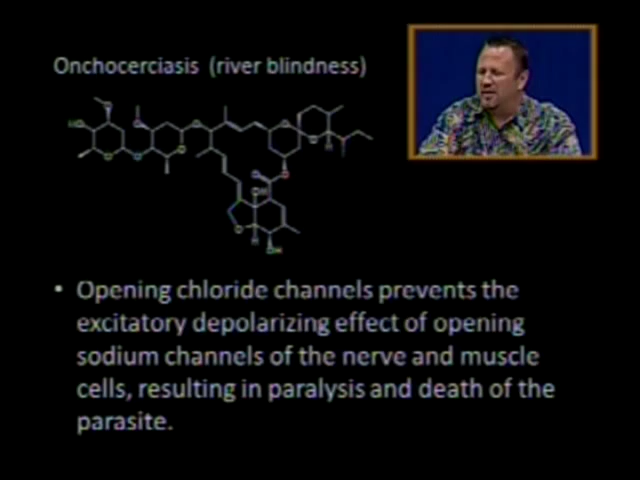 Onchocerciasis (river blindness)
• Opening chloride channels prevents the
excitatory depolarizing effect of opening
sodium channels of the nerve and muscle
cells, resulting in paralysis and death of the
parasite.